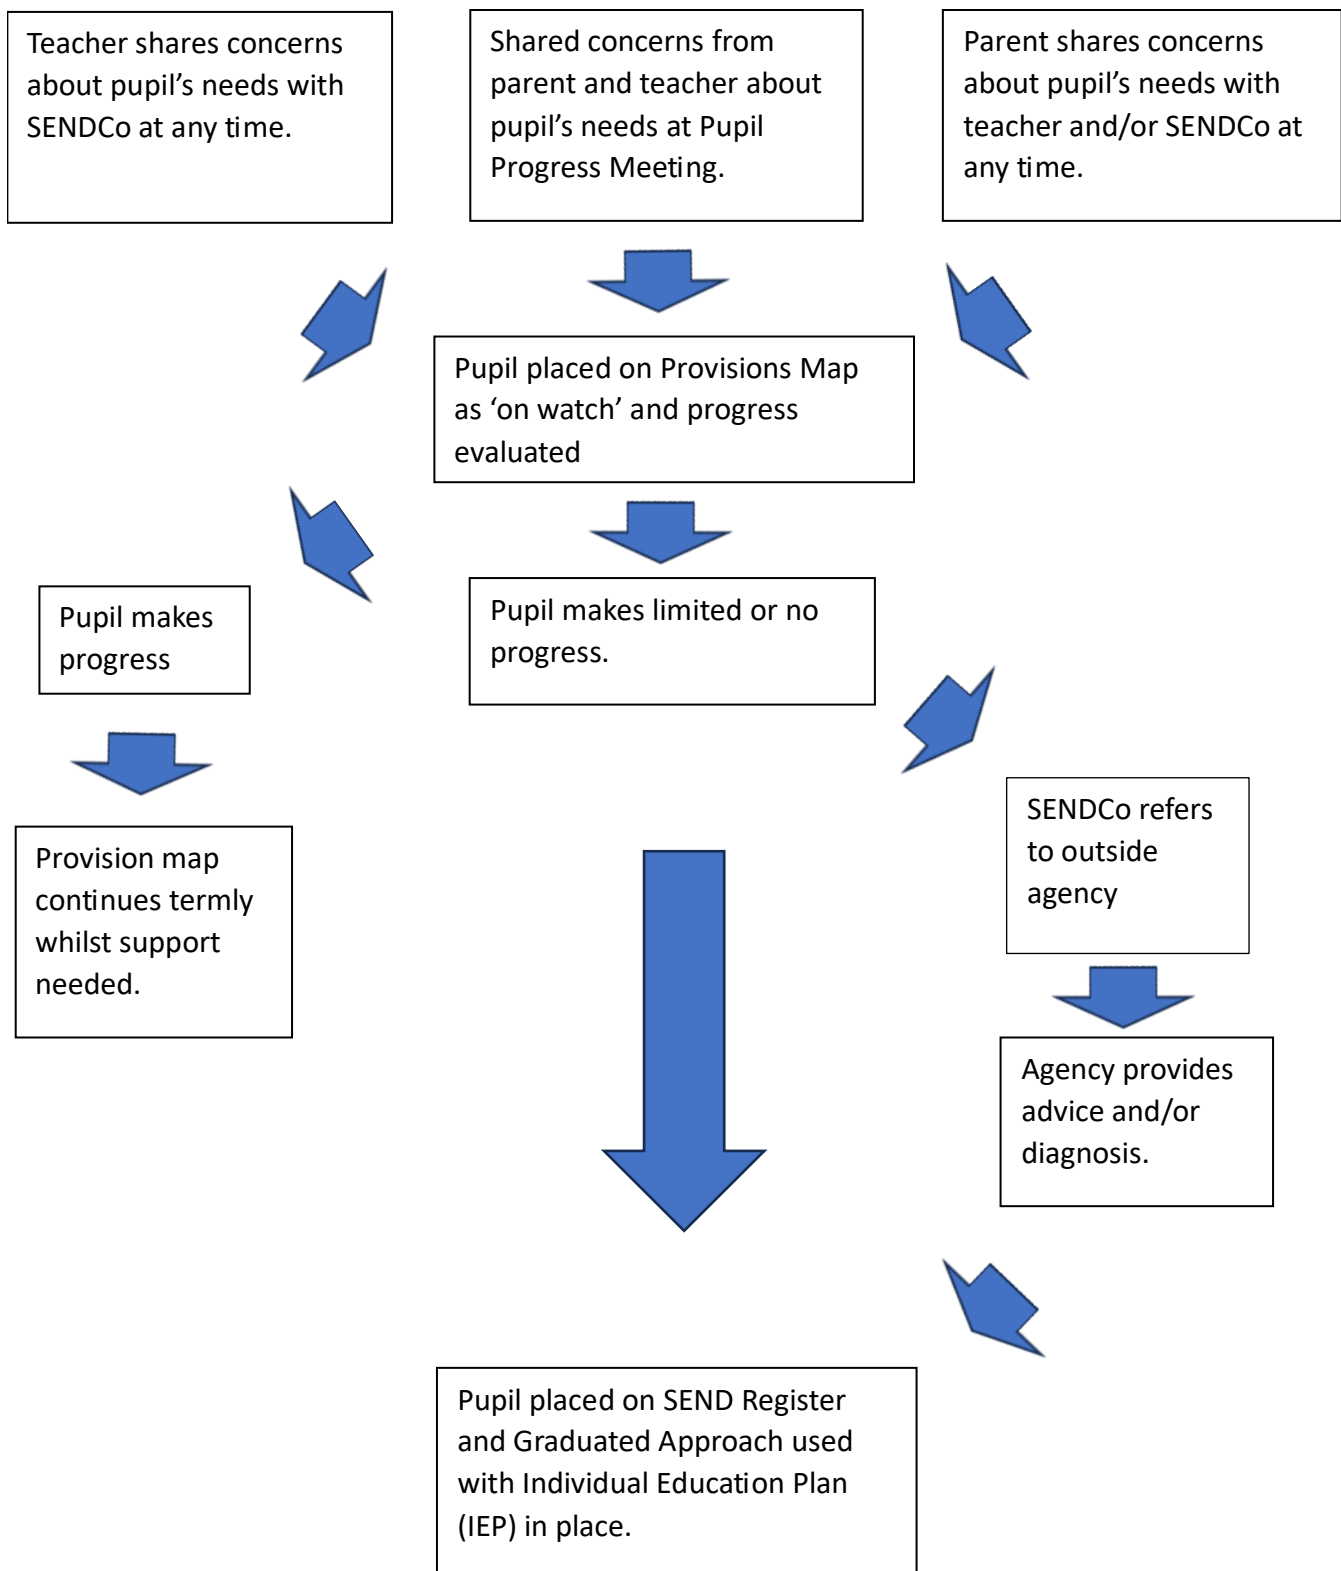 Teacher shares concerns
about pupil’s needs with
SENDCo at any time.
Shared concerns from
parent and teacher about
pupil’s needs at Pupil
Progress Meeting.
Parent shares concerns
about pupil’s needs with
teacher and/or SENDCo at
any time.
Pupil placed on Provisions Map
as ‘on watch’ and progress
evaluated
Pupil makes
progress
Pupil makes limited or no
progress.
Provision map
continues termly
whilst support
needed.
SENDCo refers
to outside
agency
Agency provides
advice and/or
diagnosis.
Pupil placed on SEND Register
and Graduated Approach used
with Individual Education Plan
(IEP) in place.